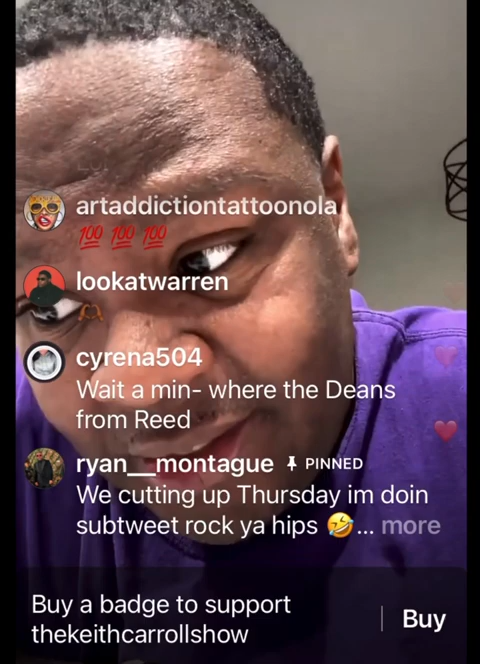 artaddictiontattoonola
💯 💯 💯
lookatwarren
🫶🏾
cyrena504
Wait a min- where the Deans
from Reed
ryan__montague 📌 PINNED
We cutting up Thursday im doin
subtweet rock ya hips 🤣... more
Buy a badge to support
thekeithcarrollshow
Buy